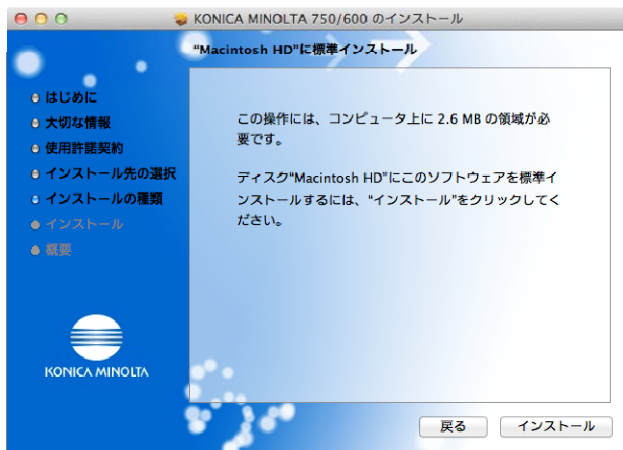 KONICA MINOLTA 750/600 のインストール
"Macintosh HD"に標準インストール
はじめに
大切な情報
使用許諾契約
インストール先の選択
インストールの種類
インストール
概要
この操作には、コンピュータ上に 2.6 MB の領域が必
要です。
ディスク"Macintosh HD"にこのソフトウェアを標準イ
ンストールするには、"インストール"をクリックしてく
ださい。
KONICA MINOLTA
戻る
インストール